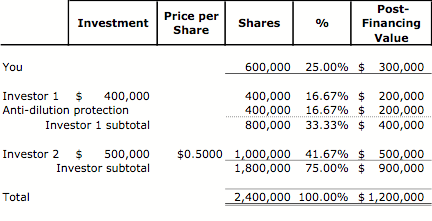 Investment Price per Share Shares % Post-Financing Value
You 600,000 25.00% $ 300,000
Investor 1 $ 400,000 400,000 16.67% $ 200,000
Anti-dilution protection 400,000 16.67% $ 200,000
Investor 1 subtotal 800,000 33.33% $ 400,000
Investor 2 $ 500,000 $0.5000 1,000,000 41.67% $ 500,000
Investor subtotal 1,800,000 75.00% $ 900,000
Total 2,400,000 100.00% $ 1,200,000